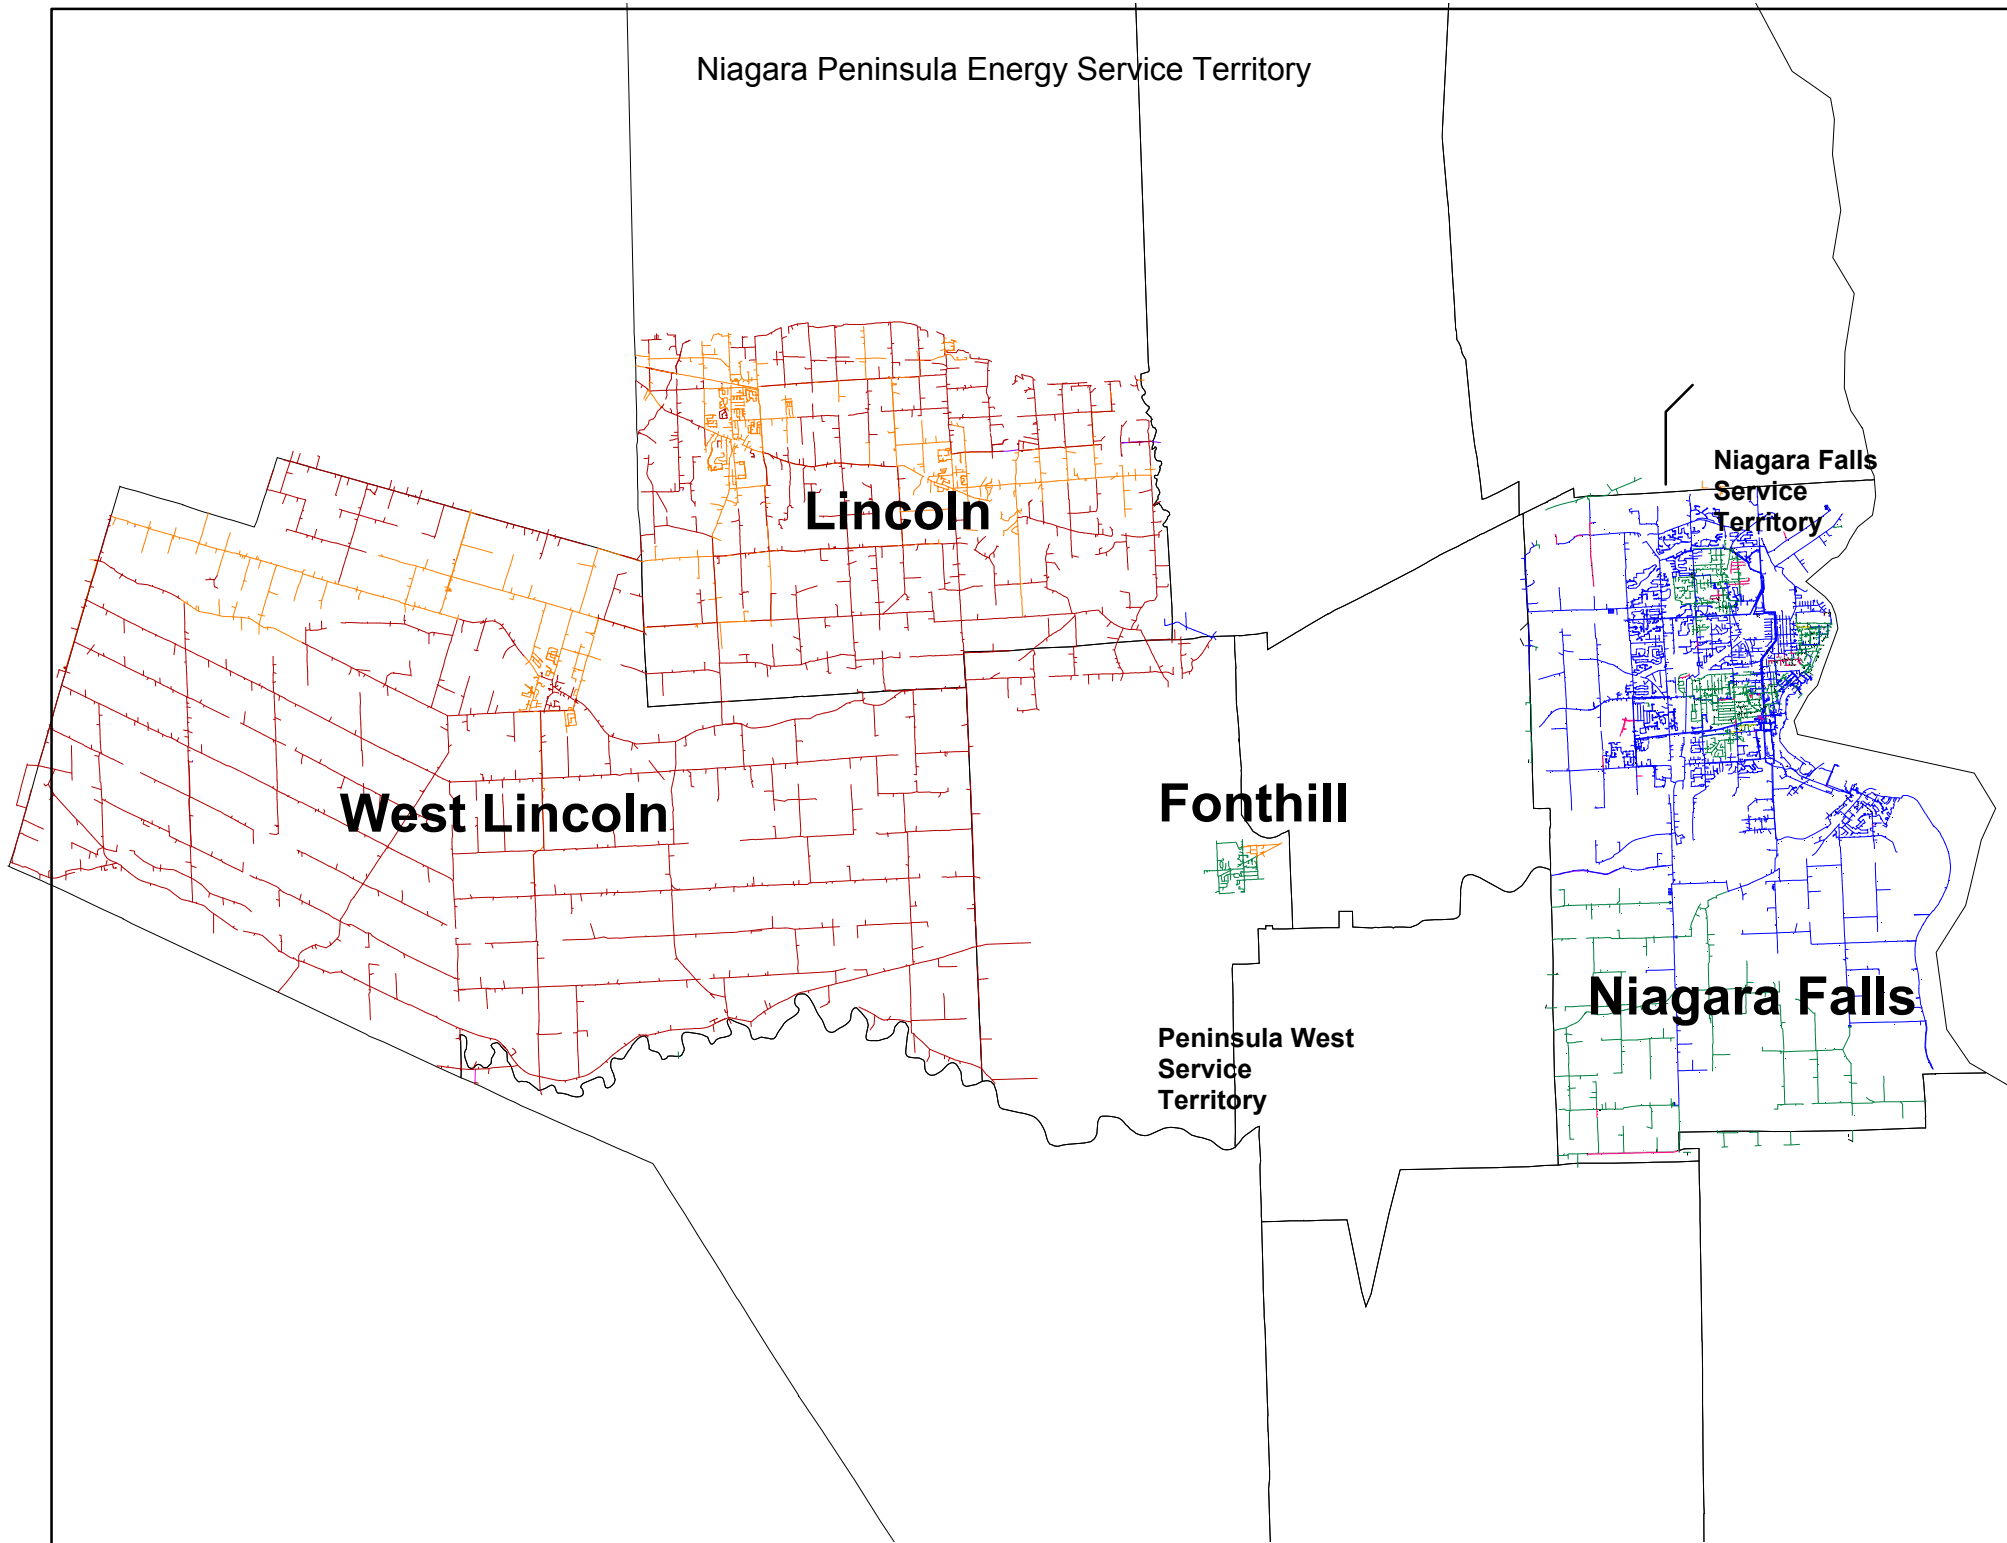 Niagara Peninsula Energy Service Territory
Niagara Falls
Service
Territory
Lincoln
West Lincoln
Fonthill
Niagara Falls
Peninsula West
Service
Territory